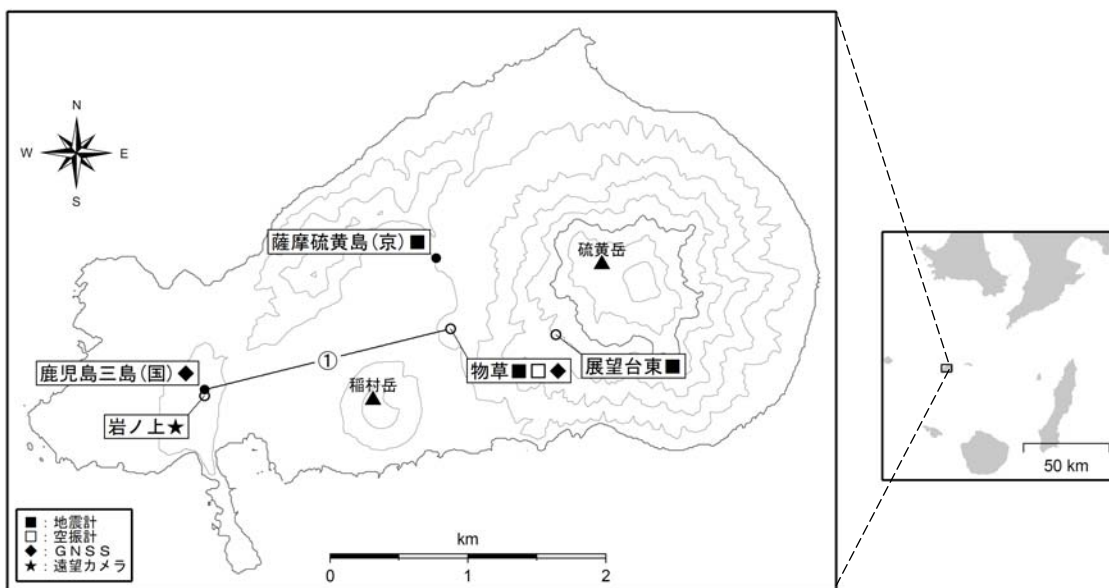 N
W E
S
薩摩硫黄島(京)■
硫黄岳
鹿児島三島(国)◆
①
物草■□◆
展望台東■
稲村岳
岩ノ上★
■：地震計
□：空振計
◆：GNSS
★：遠望カメラ
km
0 1 2
50 km